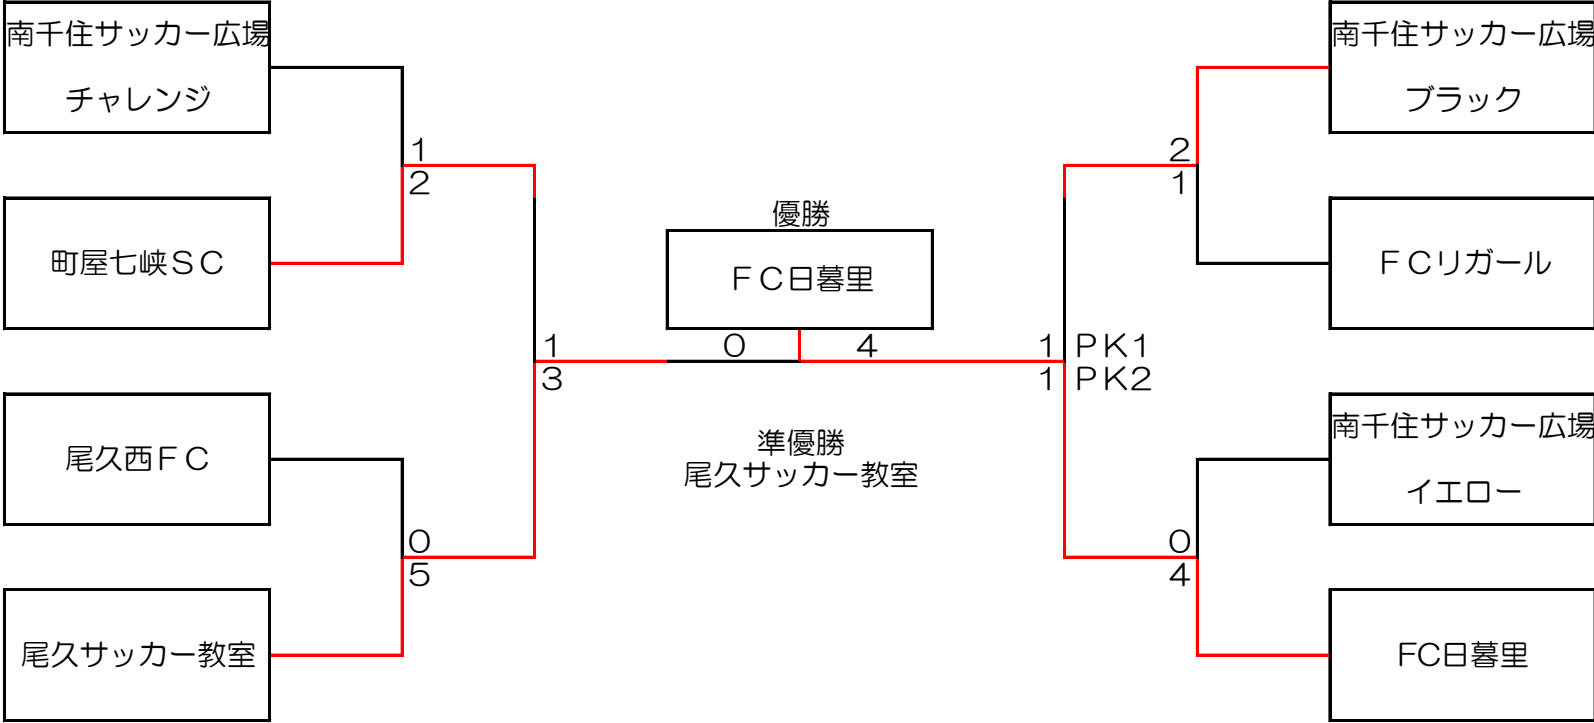 南千住サッカー広場
チャレンジ
1
2
町屋七峡ＳＣ
1
3
尾久西ＦＣ
0
5
尾久サッカー教室
優勝
ＦＣ日暮里
0 4
準優勝
尾久サッカー教室
南千住サッカー広場
ブラック
2
1
ＦＣリガール
1 PK1
1 PK2
南千住サッカー広場
イエロー
0
4
FC日暮里